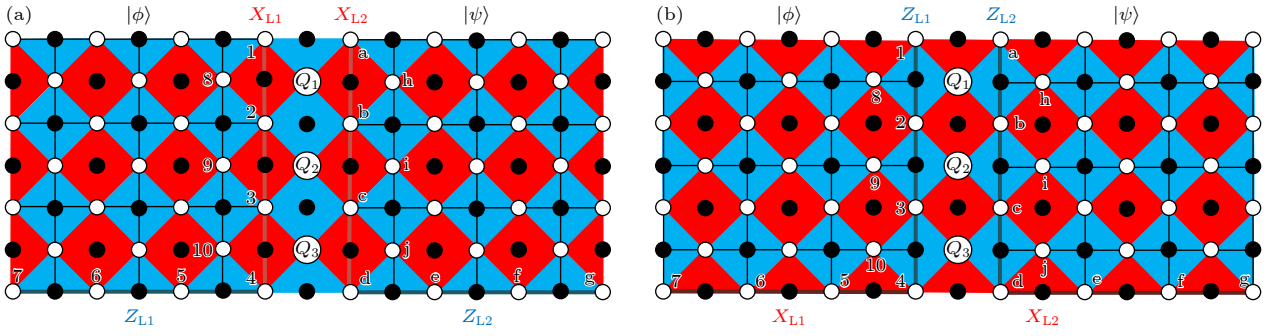 (a) |ϕ⟩ X_L1 X_L2 |ψ⟩
1 a
8 Q_1 h
2 b
9 Q_2 i
3 c
10 Q_3 j
7 6 5 4 d e f g
Z_L1 Z_L2
(b) |ϕ⟩ Z_L1 Z_L2 |ψ⟩
1 a
Q_1
8 h
2 b
Q_2
9 i
3 c
Q_3
10 j
7 6 5 4 d e f g
X_L1 X_L2